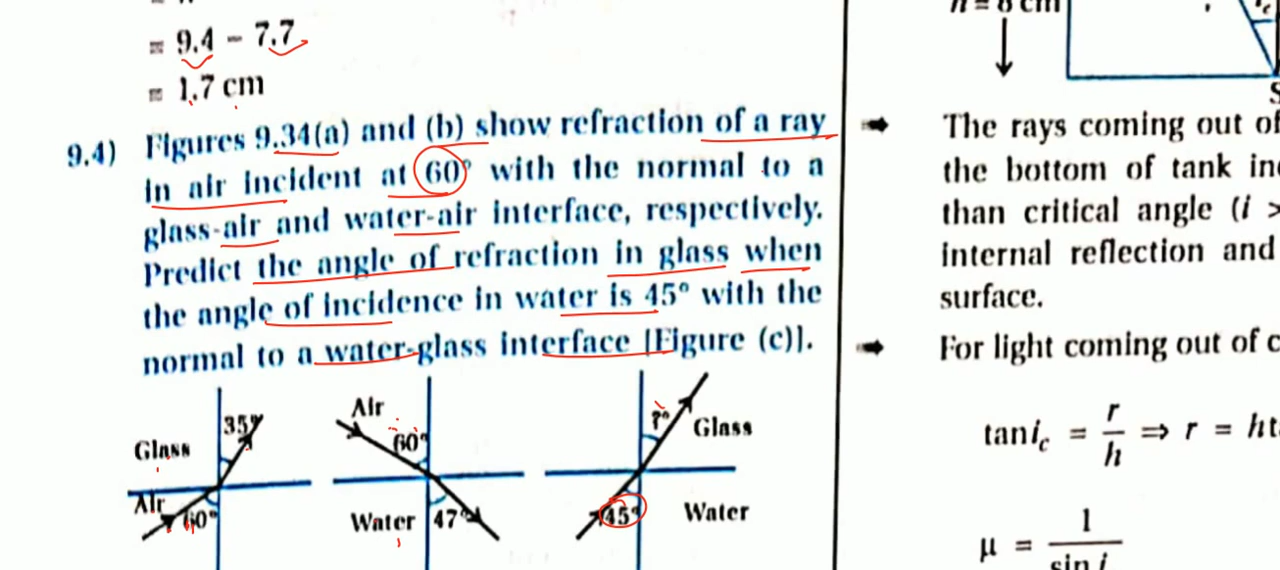 = 9.4 – 7.7
= 1.7 cm
9.4) Figures 9.34(a) and (b) show refraction of a ray
in air incident at 60° with the normal to a
glass-air and water-air interface, respectively.
Predict the angle of refraction in glass when
the angle of incidence in water is 45° with the
normal to a water-glass interface [Figure (c)].
35°
Glass
Air
60°
Air
60°
Water
47°
?°
Glass
45°
Water
h = 8 cm
The rays coming out of
the bottom of tank in
than critical angle (i >
internal reflection and
surface.
For light coming out of c
tani_c = r/h ⇒ r = ht
μ = 1/sin i